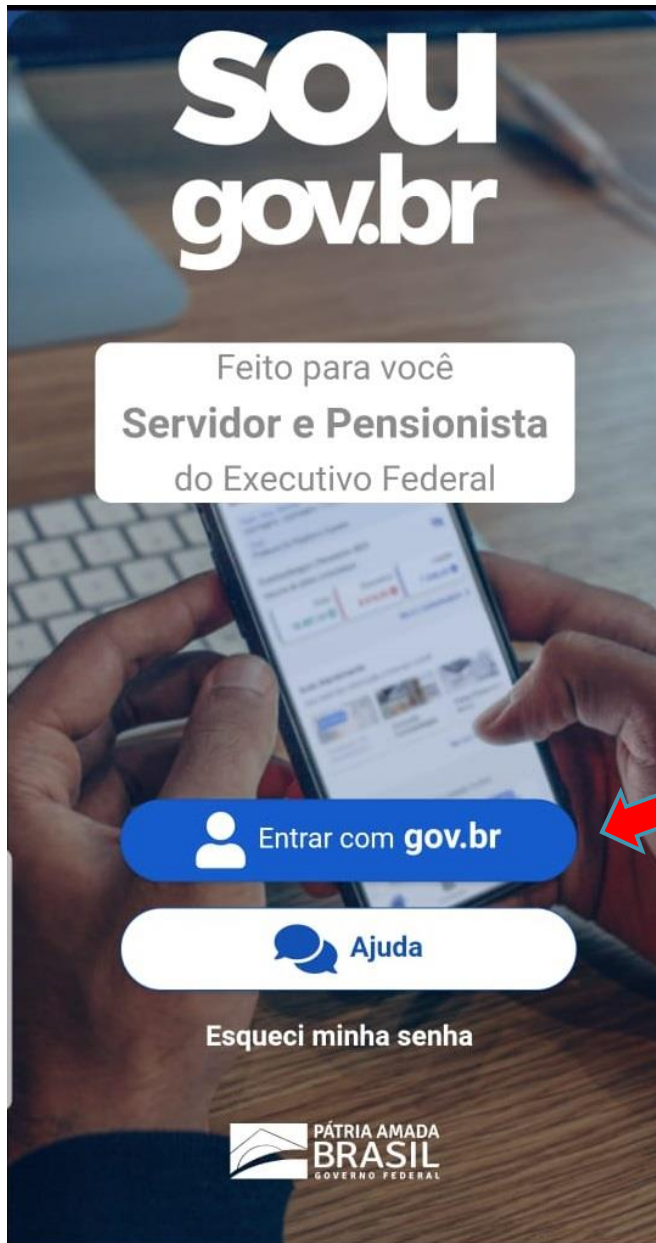 sou
gov.br
Feito para você
Servidor e Pensionista
do Executivo Federal
Entrar com gov.br
Ajuda
Esqueci minha senha
PÁTRIA AMADA
BRASIL
GOVERNO FEDERAL